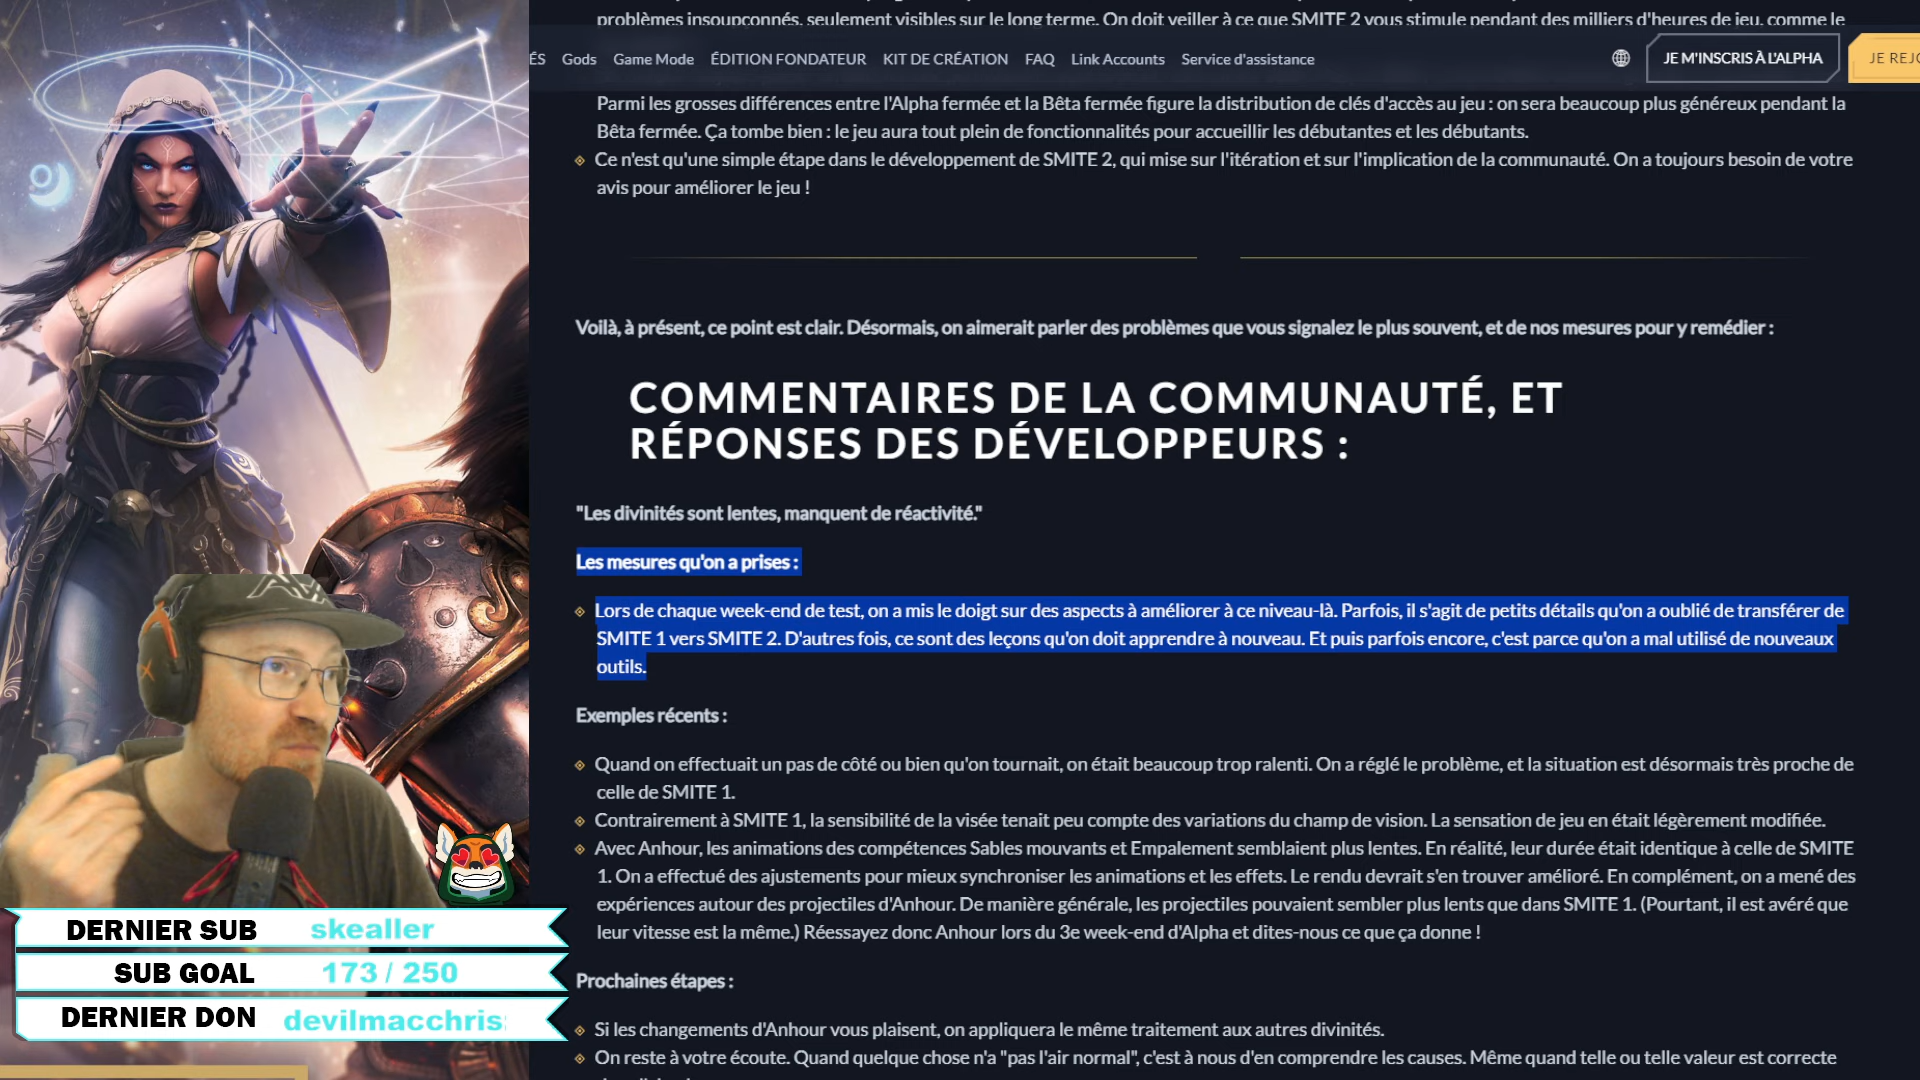 problèmes insoupçonnés, seulement visibles sur le long terme. On doit veiller à ce que SMITE 2 vous stimule pendant des milliers d'heures de jeu, comme le
ÉS Gods Game Mode ÉDITION FONDATEUR KIT DE CRÉATION FAQ Link Accounts Service d'assistance JE M'INSCRIS À L'ALPHA JE REJO
Parmi les grosses différences entre l'Alpha fermée et la Bêta fermée figure la distribution de clés d'accès au jeu : on sera beaucoup plus généreux pendant la
Bêta fermée. Ça tombe bien : le jeu aura tout plein de fonctionnalités pour accueillir les débutantes et les débutants.
Ce n'est qu'une simple étape dans le développement de SMITE 2, qui mise sur l'itération et sur l'implication de la communauté. On a toujours besoin de votre
avis pour améliorer le jeu !
Voilà, à présent, ce point est clair. Désormais, on aimerait parler des problèmes que vous signalez le plus souvent, et de nos mesures pour y remédier :
COMMENTAIRES DE LA COMMUNAUTÉ, ET
RÉPONSES DES DÉVELOPPEURS :
"Les divinités sont lentes, manquent de réactivité."
Les mesures qu'on a prises :
Lors de chaque week-end de test, on a mis le doigt sur des aspects à améliorer à ce niveau-là. Parfois, il s'agit de petits détails qu'on a oublié de transférer de
SMITE 1 vers SMITE 2. D'autres fois, ce sont des leçons qu'on doit apprendre à nouveau. Et puis parfois encore, c'est parce qu'on a mal utilisé de nouveaux
outils.
Exemples récents :
Quand on effectuait un pas de côté ou bien qu'on tournait, on était beaucoup trop ralenti. On a réglé le problème, et la situation est désormais très proche de
celle de SMITE 1.
Contrairement à SMITE 1, la sensibilité de la visée tenait peu compte des variations du champ de vision. La sensation de jeu en était légèrement modifiée.
Avec Anhour, les animations des compétences Sables mouvants et Empalement semblaient plus lentes. En réalité, leur durée était identique à celle de SMITE
1. On a effectué des ajustements pour mieux synchroniser les animations et les effets. Le rendu devrait s'en trouver amélioré. En complément, on a mené des
expériences autour des projectiles d'Anhour. De manière générale, les projectiles pouvaient sembler plus lents que dans SMITE 1. (Pourtant, il est avéré que
leur vitesse est la même.) Réessayez donc Anhour lors du 3e week-end d'Alpha et dites-nous ce que ça donne !
Prochaines étapes :
Si les changements d'Anhour vous plaisent, on appliquera le même traitement aux autres divinités.
On reste à votre écoute. Quand quelque chose n'a "pas l'air normal", c'est à nous d'en comprendre les causes. Même quand telle ou telle valeur est correcte
DERNIER SUB skealler
SUB GOAL 173 / 250
DERNIER DON devilmacchris